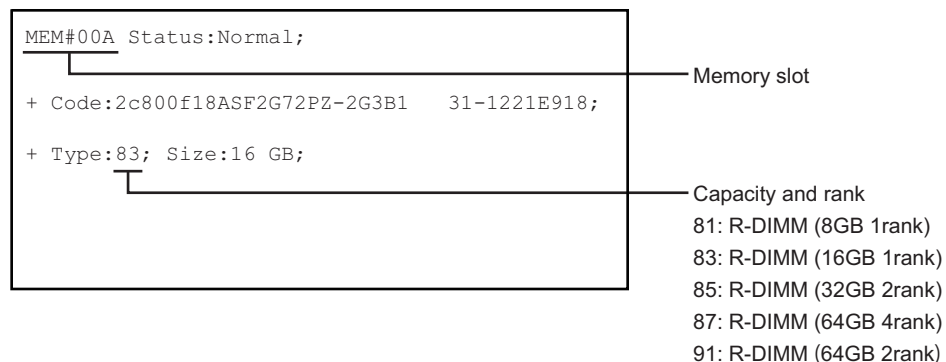 MEM#00A Status:Normal;
Memory slot
+ Code:2c800f18ASF2G72PZ-2G3B1   31-1221E918;
+ Type:83; Size:16 GB;
Capacity and rank
81: R-DIMM (8GB 1rank)
83: R-DIMM (16GB 1rank)
85: R-DIMM (32GB 2rank)
87: R-DIMM (64GB 4rank)
91: R-DIMM (64GB 2rank)